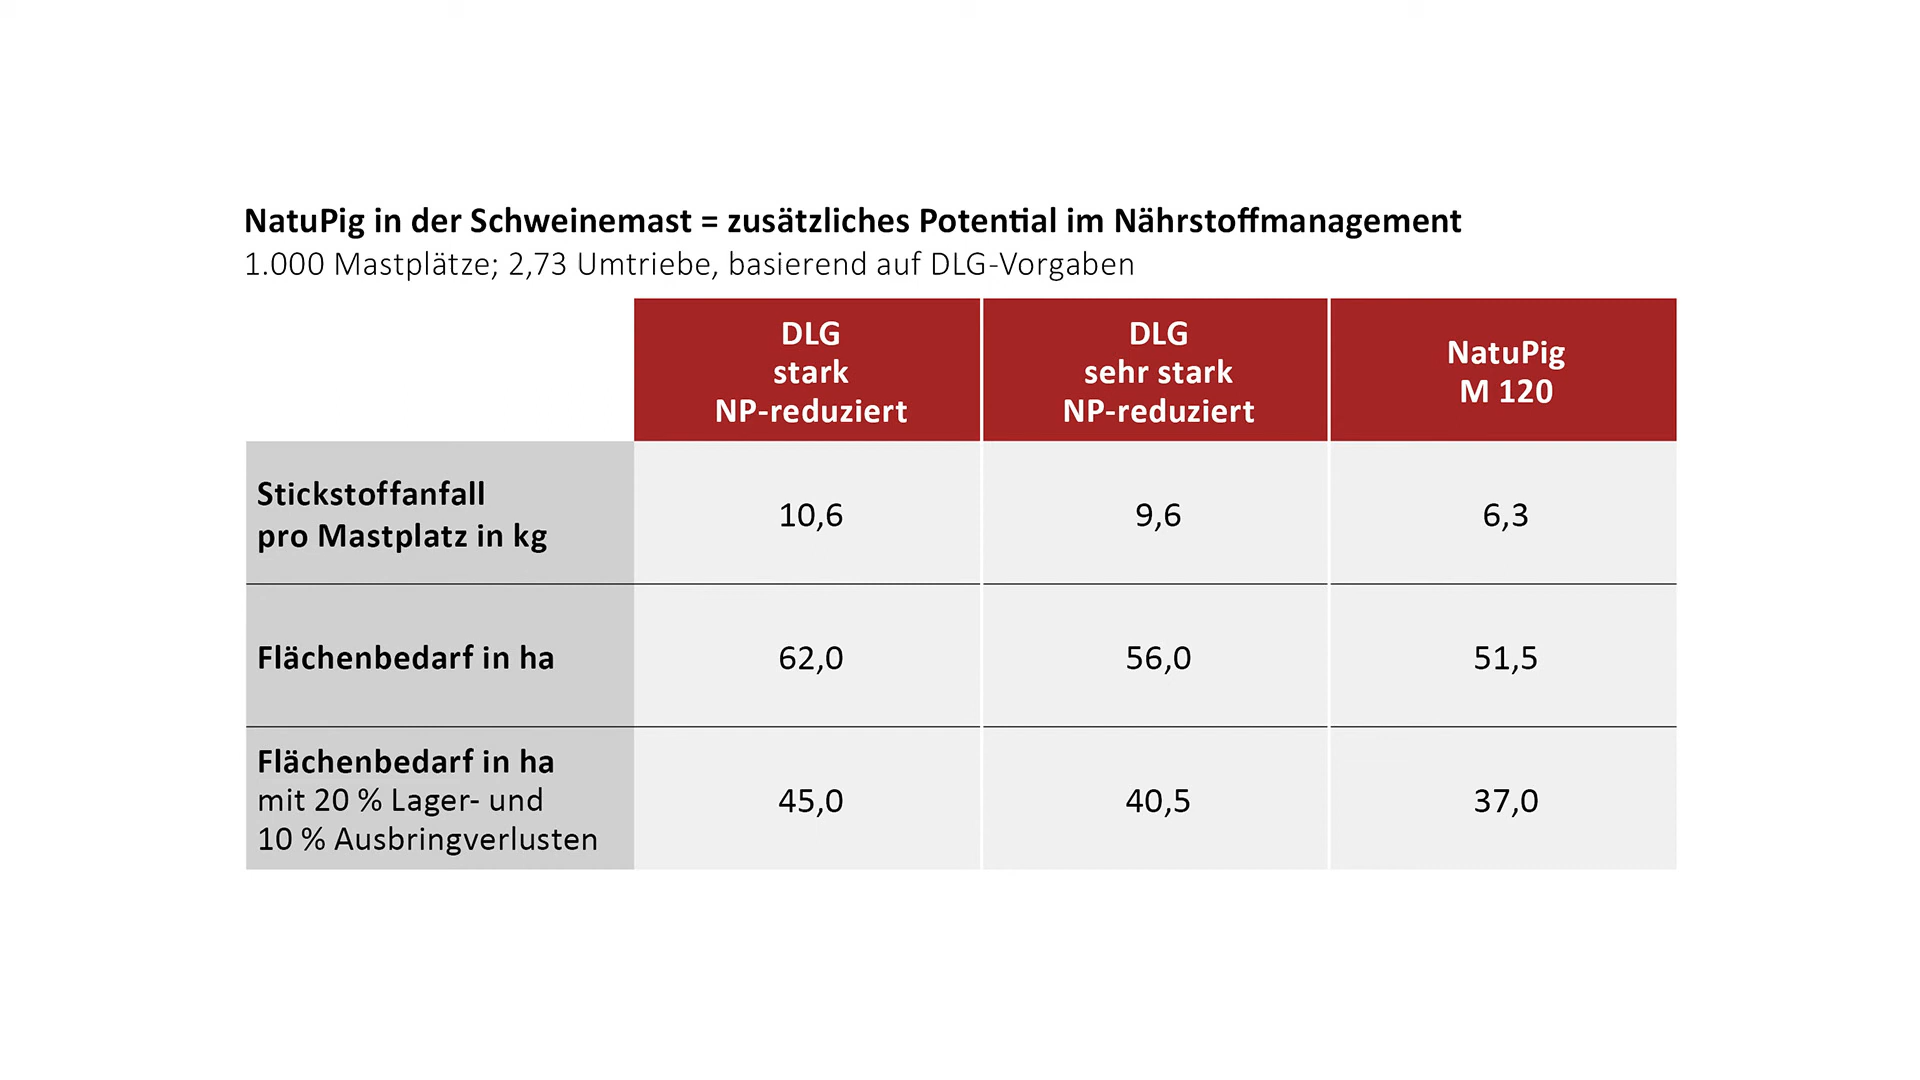 NatuPig in der Schweinemast = zusätzliches Potential im Nährstoffmanagement
1.000 Mastplätze; 2,73 Umtriebe, basierend auf DLG-Vorgaben
DLG
stark
NP-reduziert
DLG
sehr stark
NP-reduziert
NatuPig
M 120
Stickstoffanfall
pro Mastplatz in kg
10,6
9,6
6,3
Flächenbedarf in ha
62,0
56,0
51,5
Flächenbedarf in ha
mit 20 % Lager- und
10 % Ausbringverlusten
45,0
40,5
37,0